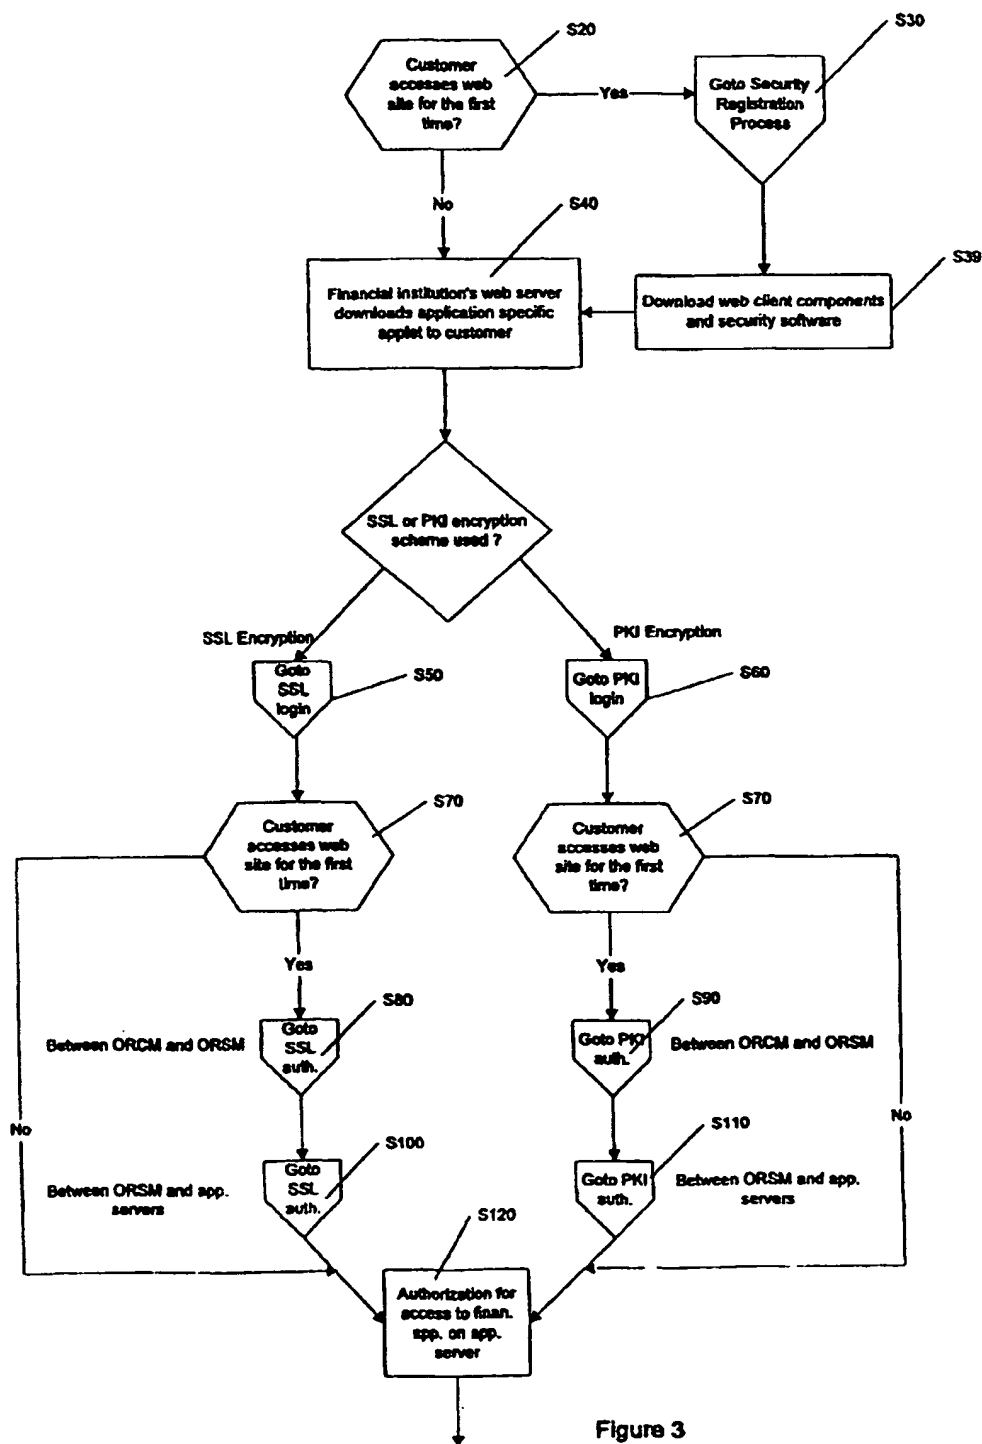 S20
S30
Customer
accesses web
site for the first
time?
Yes
Goto Security
Registration
Process
No
S40
S39
Financial institution's web server
downloads application specific
applet to customer
Download web client components
and security software
SSL or PKI encryption
scheme used ?
SSL Encryption
PKI Encryption
Goto
SSL
login
S50
Goto PKI
login
S60
S70
S70
Customer
accesses web
site for the first
time?
Customer
accesses web
site for the first
time?
Yes
Yes
S80
S90
Between ORCM and ORSM
Goto
SSL
auth.
Goto PKI
auth.
Between ORCM and ORSM
No
No
S100
S110
Between ORSM and app.
servers
Goto
SSL
auth.
Goto PKI
auth.
Between ORSM and app.
servers
S120
Authorization for
access to finan.
app. on app.
server
Figure 3